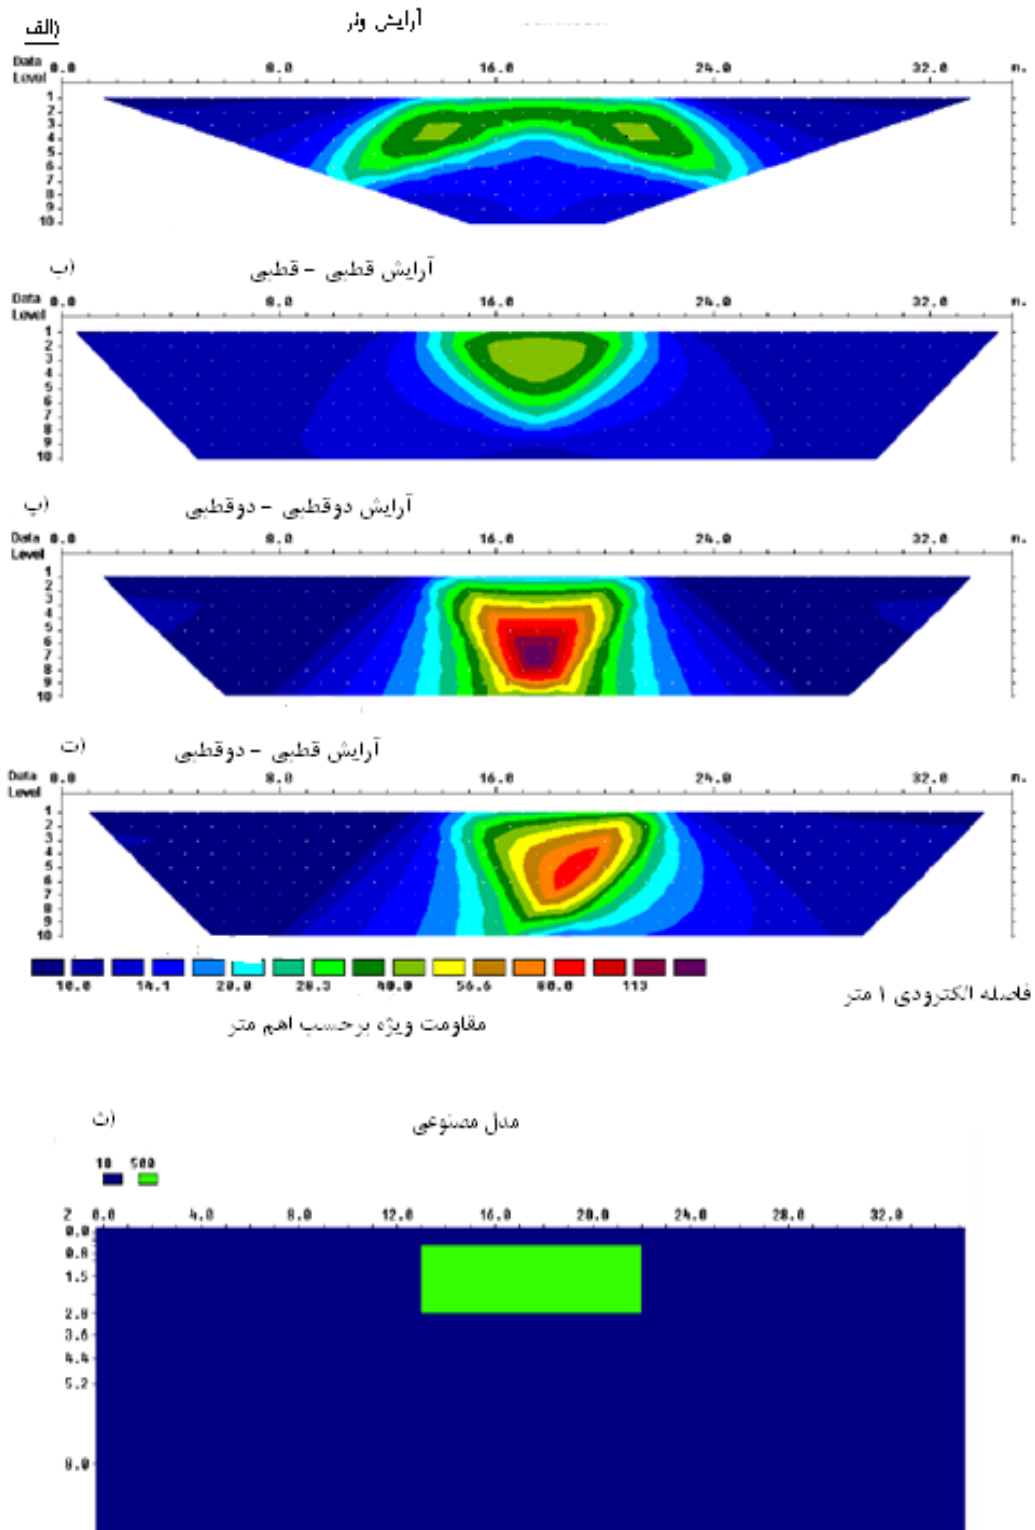 الف)
آرایش ونر
Data Level 0.0 8.0 16.0 24.0 32.0 m.
1
2
3
4
5
6
7
8
9
10
ب)
آرایش قطبی - قطبی
Data Level 0.0 8.0 16.0 24.0 32.0 m.
1
2
3
4
5
6
7
8
9
10
پ)
آرایش دوقطبی - دوقطبی
Data Level 0.0 8.0 16.0 24.0 32.0 m.
1
2
3
4
5
6
7
8
9
10
ت)
آرایش قطبی - دوقطبی
Data Level 0.0 8.0 16.0 24.0 32.0 m.
1
2
3
4
5
6
7
8
9
10
10.0 14.1 20.0 28.3 40.0 56.6 80.0 113
فاصله الکترودی ۱ متر
مقاومت ویژه برحسب اهم متر
ث)
مدل مصنوعی
10 500
Z 0.0 4.0 8.0 12.0 16.0 20.0 24.0 28.0 32.0
0.0
0.8
1.5
2.8
3.6
4.4
5.2
8.0